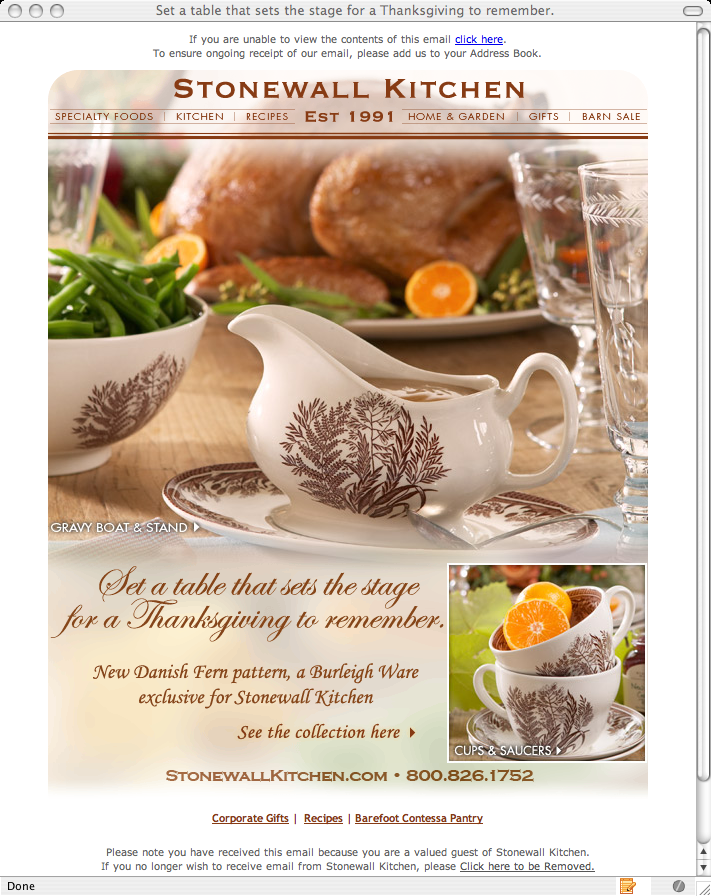 Set a table that sets the stage for a Thanksgiving to remember.
If you are unable to view the contents of this email click here.
To ensure ongoing receipt of our email, please add us to your Address Book.
STONEWALL KITCHEN
SPECIALTY FOODS | KITCHEN | RECIPES EST 1991 HOME & GARDEN | GIFTS | BARN SALE
GRAVY BOAT & STAND
Set a table that sets the stage
for a Thanksgiving to remember.
New Danish Fern pattern, a Burleigh Ware
exclusive for Stonewall Kitchen
See the collection here
CUPS & SAUCERS
STONEWALLKITCHEN.COM • 800.826.1752
Corporate Gifts | Recipes | Barefoot Contessa Pantry
Please note you have received this email because you are a valued guest of Stonewall Kitchen.
If you no longer wish to receive email from Stonewall Kitchen, please Click here to be Removed.
Done